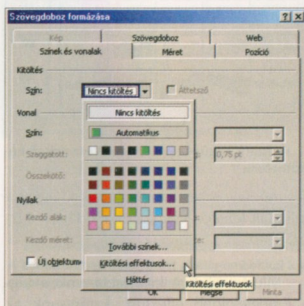 Szövegdoboz formázása
Kép
Szövegdoboz
Web
Színek és vonalak
Méret
Pozíció
Kitöltés
Szín:
Nincs kitöltés
Áttetsző
Nincs kitöltés
Vonal
Automatikus
Szín:
Szaggatott:
0,75 pt
Összekötő:
Nyilak
Kezdő alak:
Kezdő méret:
További színek...
Új objektum
Kitöltési effektusok...
Kitöltési effektusok
Háttér
OK
Mégse
Minta